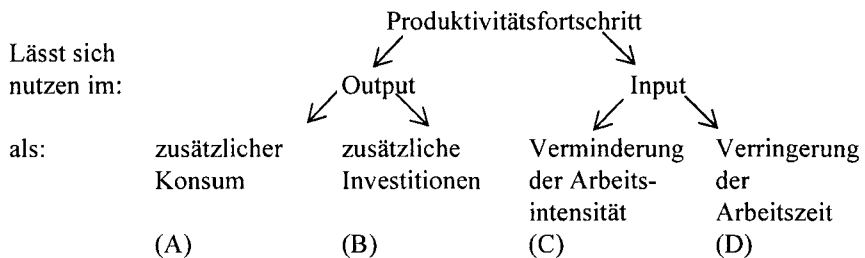 Produktivitätsfortschritt
Lässt sich
nutzen im: Output Input
als: zusätzlicher zusätzliche Verminderung Verringerung
Konsum Investitionen der Arbeits- der
intensität Arbeitszeit
(A) (B) (C) (D)